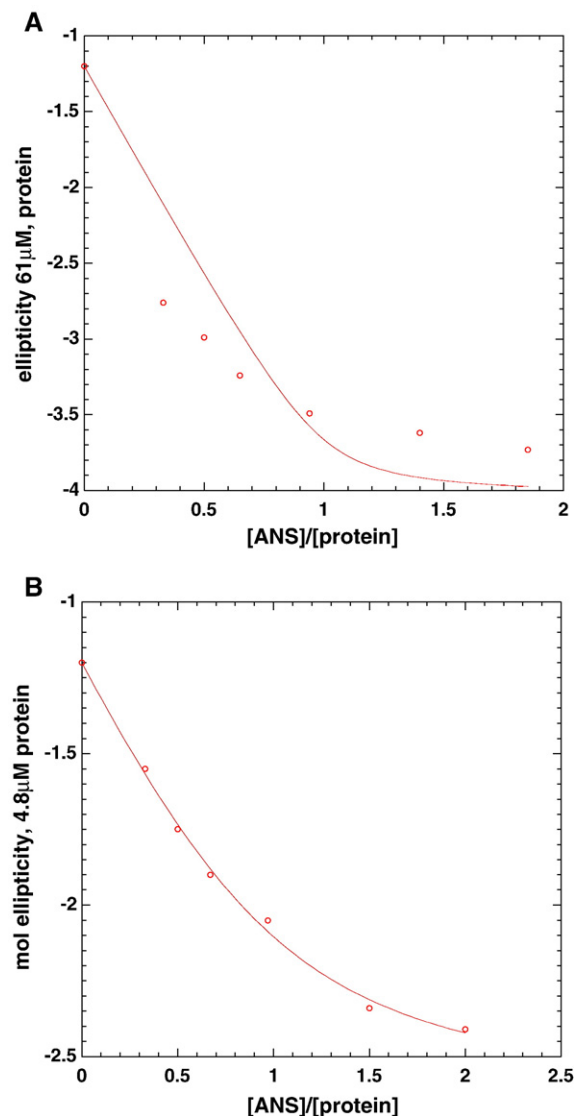 A
-1
-1.5
-2
-2.5
-3
-3.5
-4
ellipticity 61μM, protein
0 0.5 1 1.5 2
[ANS]/[protein]
B
-1
-1.5
-2
-2.5
mol ellipticity, 4.8μM protein
0 0.5 1 1.5 2 2.5
[ANS]/[protein]